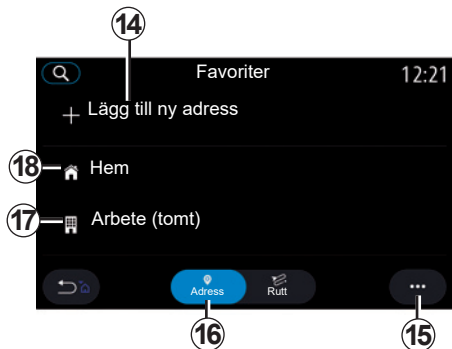 14
Favoriter 12:21
Lägg till ny adress
18 Hem
17 Arbete (tomt)
Adress Rutt
16 15